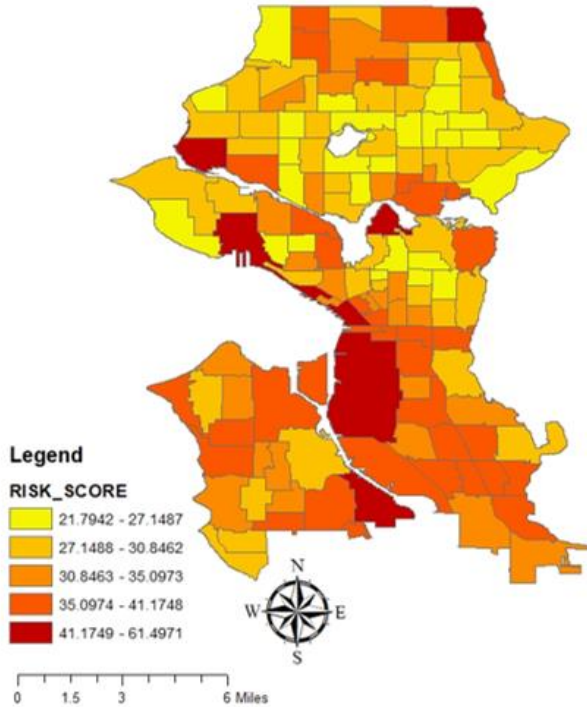 Legend
RISK_SCORE
21.7942 - 27.1487
27.1488 - 30.8462
30.8463 - 35.0973
35.0974 - 41.1748
41.1749 - 61.4971
N
W E
S
0 1.5 3 6 Miles